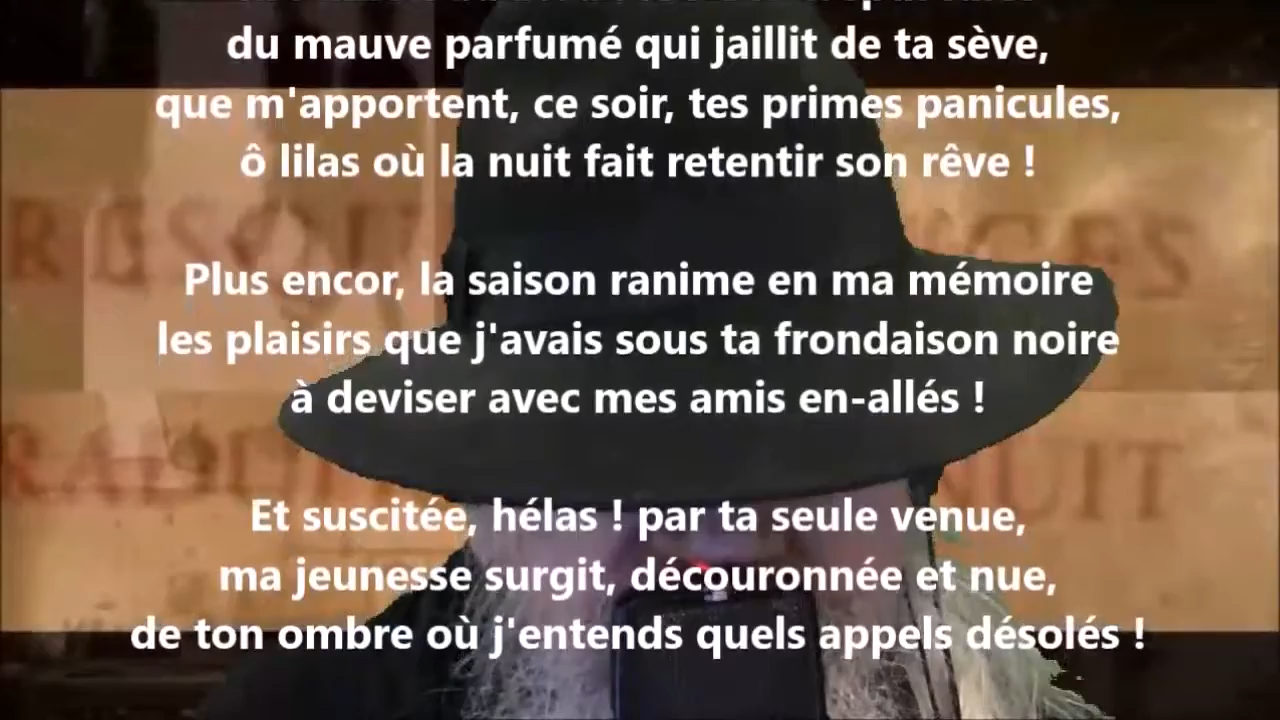 du mauve parfumé qui jaillit de ta sève,
que m'apportent, ce soir, tes primes panicules,
ô lilas où la nuit fait retentir son rêve !
Plus encor, la saison ranime en ma mémoire
les plaisirs que j'avais sous ta frondaison noire
à deviser avec mes amis en-allés !
Et suscitée, hélas ! par ta seule venue,
ma jeunesse surgit, découronnée et nue,
de ton ombre où j'entends quels appels désolés !
NUIT